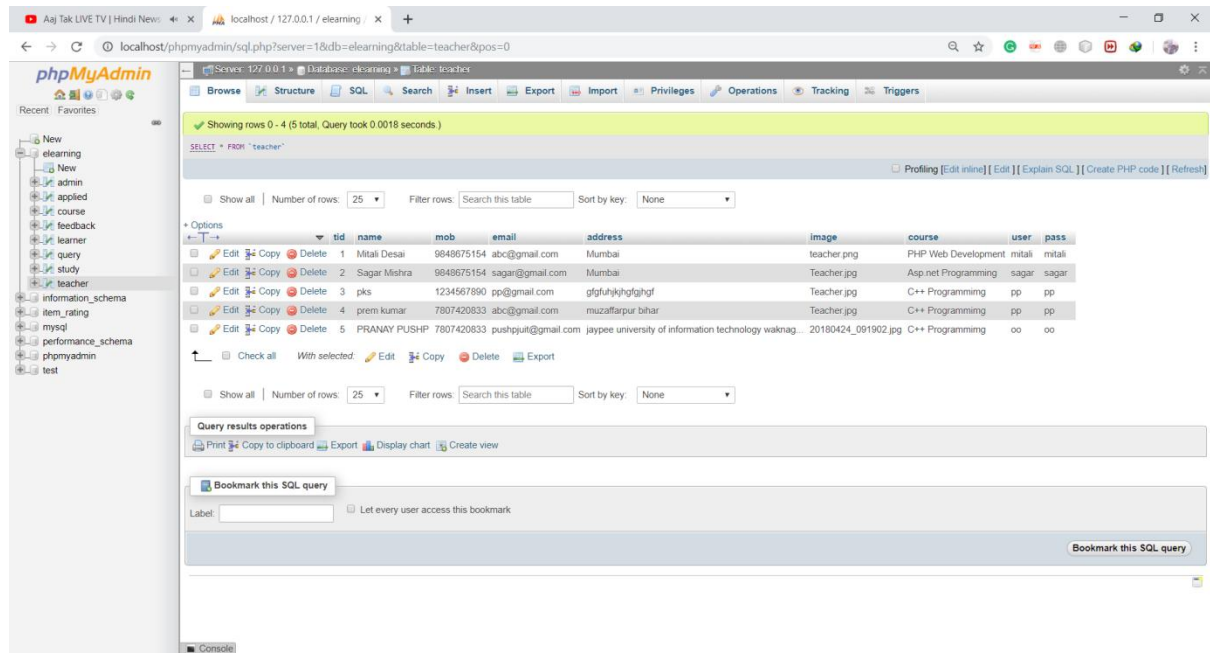 Aaj Tak LIVE TV | Hindi News
localhost / 127.0.0.1 / elearning /
localhost/phpmyadmin/sql.php?server=1&db=elearning&table=teacher&pos=0
phpMyAdmin
Recent Favorites
New
elearning
New
admin
applied
course
feedback
learner
query
study
teacher
information_schema
item_rating
mysql
performance_schema
phpmyadmin
test
Server: 127.0.0.1 » Database: elearning » Table: teacher
Browse Structure SQL Search Insert Export Import Privileges Operations Tracking Triggers
Showing rows 0 - 4 (5 total, Query took 0.0018 seconds.)
SELECT * FROM `teacher`
Profiling [Edit inline] [ Edit ] [ Explain SQL ] [ Create PHP code ] [ Refresh]
Show all | Number of rows: 25 Filter rows: Search this table Sort by key: None
+ Options
tid name mob email address image course user pass
Edit Copy Delete 1 Mitali Desai 9848675154 abc@gmail.com Mumbai teacher.png PHP Web Development mitali mitali
Edit Copy Delete 2 Sagar Mishra 9848675154 sagar@gmail.com Mumbai Teacher.jpg Asp.net Programming sagar sagar
Edit Copy Delete 3 pks 1234567890 pp@gmail.com gfgfuhjkjhgfgjhgf Teacher.jpg C++ Programmimg pp pp
Edit Copy Delete 4 prem kumar 7807420833 abc@gmail.com muzaffarpur bihar Teacher.jpg C++ Programmimg pp pp
Edit Copy Delete 5 PRANAY PUSHP 7807420833 pushpjuit@gmail.com jaypee university of information technology waknag... 20180424_091902.jpg C++ Programmimg oo oo
Check all With selected: Edit Copy Delete Export
Show all | Number of rows: 25 Filter rows: Search this table Sort by key: None
Query results operations
Print Copy to clipboard Export Display chart Create view
Bookmark this SQL query
Label: Let every user access this bookmark
Bookmark this SQL query
Console